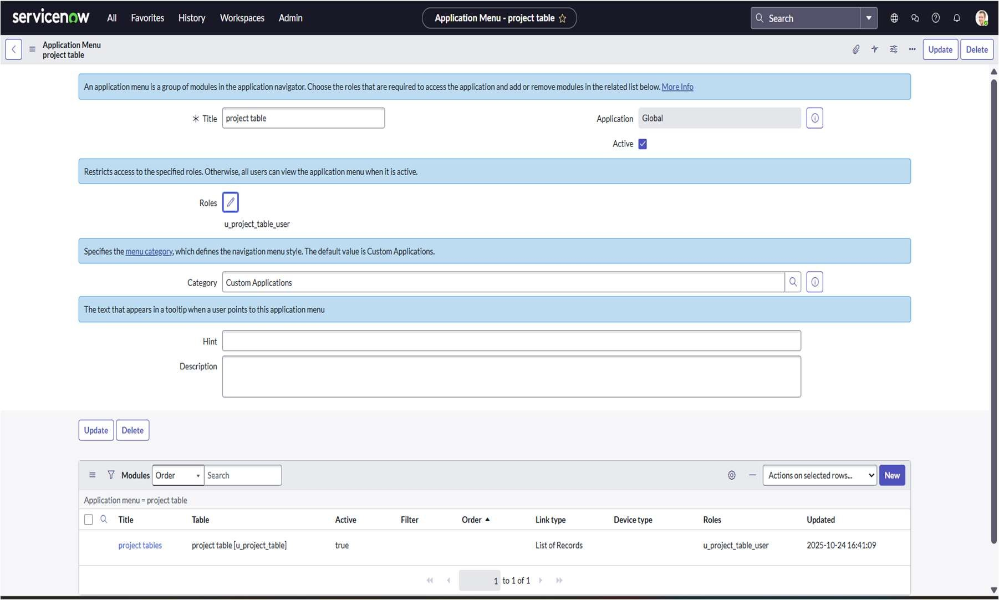 servicenow All Favorites History Workspaces Admin Application Menu - project table Search
Application Menu
project table
Update Delete
An application menu is a group of modules in the application navigator. Choose the roles that are required to access the application and add or remove modules in the related list below. More Info
Title project table Application Global
Active
Restricts access to the specified roles. Otherwise, all users can view the application menu when it is active.
Roles
u_project_table_user
Specifies the menu category, which defines the navigation menu style. The default value is Custom Applications.
Category Custom Applications
The text that appears in a tooltip when a user points to this application menu
Hint
Description
Update Delete
Modules Order Search Actions on selected rows... New
Application menu = project table
Title Table Active Filter Order Link type Device type Roles Updated
project tables project table [u_project_table] true List of Records u_project_table_user 2025-10-24 16:41:09
1 to 1 of 1